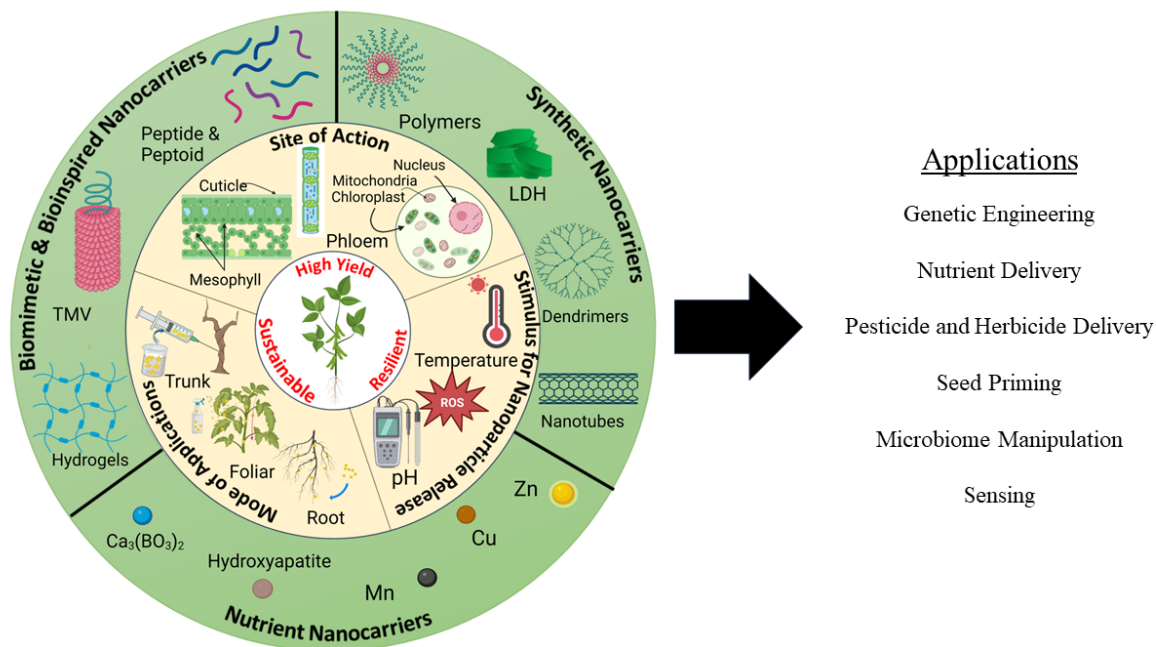 Biomimetic & Bioinspired Nanocarriers
Peptide &
Peptoid
TMV
Hydrogels
Synthetic Nanocarriers
Polymers
LDH
Dendrimers
Nanotubes
Nutrient Nanocarriers
Ca₃(BO₃)₂
Hydroxyapatite
Mn
Cu
Zn
Site of Action
Cuticle
Mesophyll
Phloem
Nucleus
Mitochondria
Chloroplast
Stimulus for Nanoparticle Release
Temperature
ROS
pH
Mode of Applications
Trunk
Foliar
Root
High Yield
Sustainable
Resilient
Applications
Genetic Engineering
Nutrient Delivery
Pesticide and Herbicide Delivery
Seed Priming
Microbiome Manipulation
Sensing